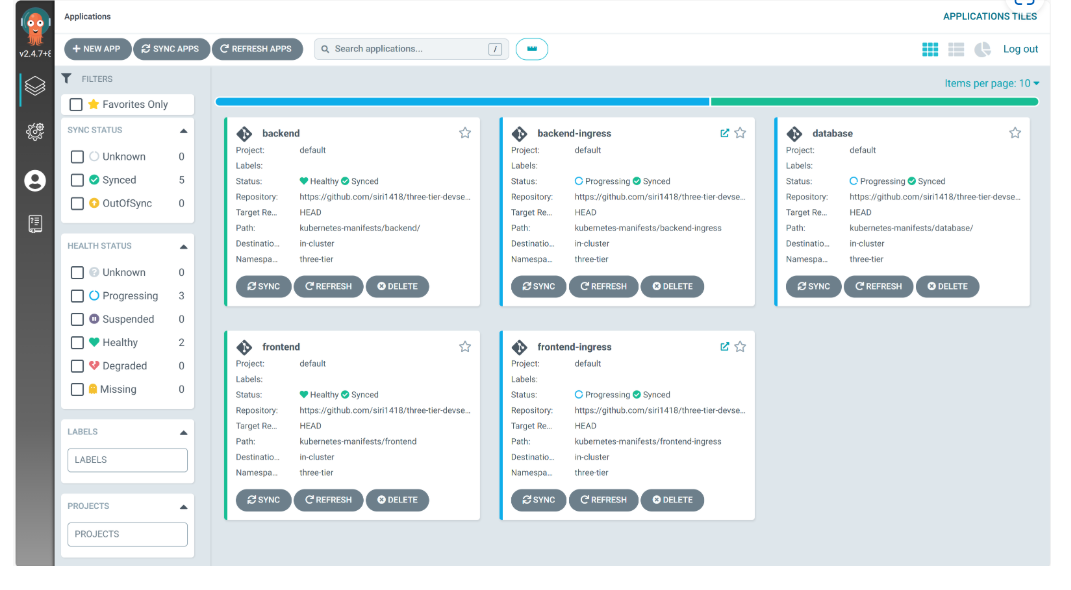 Applications
APPLICATIONS TILES
v2.4.7+
+ NEW APP
SYNC APPS
REFRESH APPS
Search applications...
/
Log out
FILTERS
Items per page: 10
Favorites Only
SYNC STATUS
Unknown 0
Synced 5
OutOfSync 0
HEALTH STATUS
Unknown 0
Progressing 3
Suspended 0
Healthy 2
Degraded 0
Missing 0
LABELS
LABELS
PROJECTS
PROJECTS
backend
Project: default
Labels:
Status: Healthy Synced
Repository: https://github.com/siri1418/three-tier-devse...
Target Re... HEAD
Path: kubernetes-manifests/backend/
Destinatio... in-cluster
Namespa... three-tier
SYNC REFRESH DELETE
backend-ingress
Project: default
Labels:
Status: Progressing Synced
Repository: https://github.com/siri1418/three-tier-devse...
Target Re... HEAD
Path: kubernetes-manifests/backend-ingress
Destinatio... in-cluster
Namespa... three-tier
SYNC REFRESH DELETE
database
Project: default
Labels:
Status: Progressing Synced
Repository: https://github.com/siri1418/three-tier-devse...
Target Re... HEAD
Path: kubernetes-manifests/database/
Destinatio... in-cluster
Namespa... three-tier
SYNC REFRESH DELETE
frontend
Project: default
Labels:
Status: Healthy Synced
Repository: https://github.com/siri1418/three-tier-devse...
Target Re... HEAD
Path: kubernetes-manifests/frontend
Destinatio... in-cluster
Namespa... three-tier
SYNC REFRESH DELETE
frontend-ingress
Project: default
Labels:
Status: Progressing Synced
Repository: https://github.com/siri1418/three-tier-devse...
Target Re... HEAD
Path: kubernetes-manifests/frontend-ingress
Destinatio... in-cluster
Namespa... three-tier
SYNC REFRESH DELETE